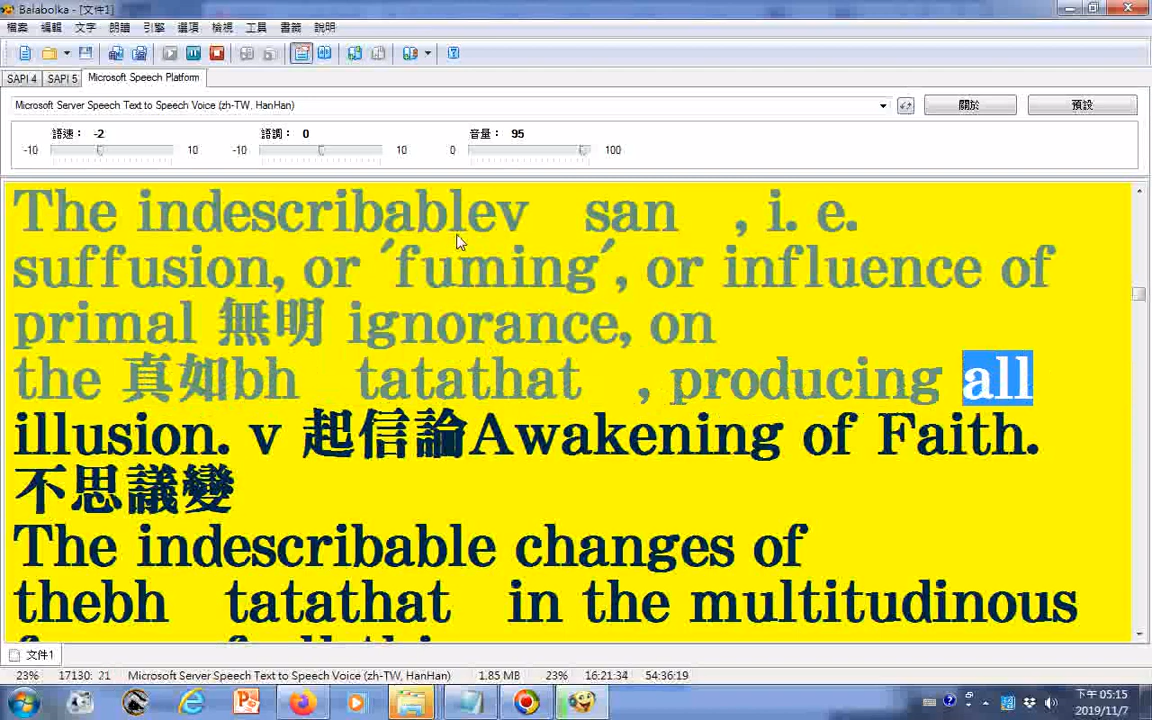 Balabolka - [文件1]
檔案 編輯 文字 朗讀 引擎 選項 檢視 工具 書籤 說明
SAPI 4 SAPI 5 Microsoft Speech Platform
Microsoft Server Speech Text to Speech Voice (zh-TW, HanHan) 關於 預設
語速： -2 語調： 0 音量： 95
-10 10 -10 10 0 100
The indescribablev san , i. e.
suffusion, or ′fuming′, or influence of
primal 無明 ignorance, on
the 真如bh tatathat , producing all
illusion. v 起信論Awakening of Faith.
不思議變
The indescribable changes of
thebh tatathat in the multitudinous
文件1
23% 17130: 21 Microsoft Server Speech Text to Speech Voice (zh-TW, HanHan) 1.85 MB 23% 16:21:34 54:36:19
下午 05:15
2019/11/7